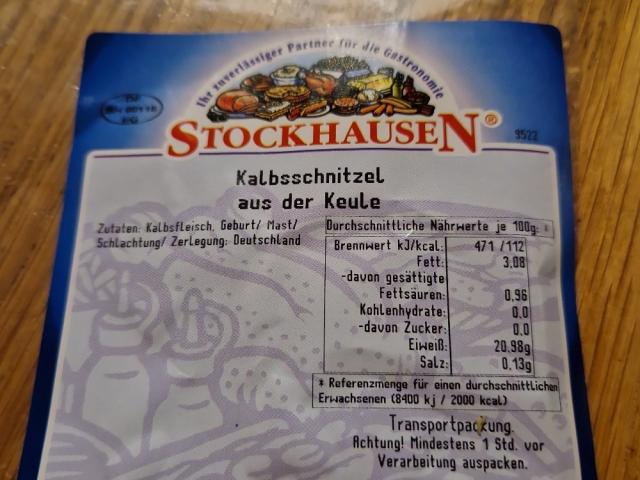 Ihr zuverlässiger Partner für die Gastronomie
STOCKHAUSEN®
9522
Kalbsschnitzel
aus der Keule
Zutaten: Kalbsfleisch, Geburt/ Mast/
Schlachtung/ Zerlegung: Deutschland
Durchschnittliche Nährwerte je 100g: *
Brennwert kJ/kcal: 471 /112
Fett: 3.08
-davon gesättigte
Fettsäuren: 0,96
Kohlenhydrate: 0.0
-davon Zucker: 0.0
Eiweiß: 20.98g
Salz: 0.13g
* Referenzmenge für einen durchschnittlichen
Erwachsenen (8400 kj / 2000 kcal)
Transportpackung.
Achtung! Mindestens 1 Std. vor
Verarbeitung auspacken.